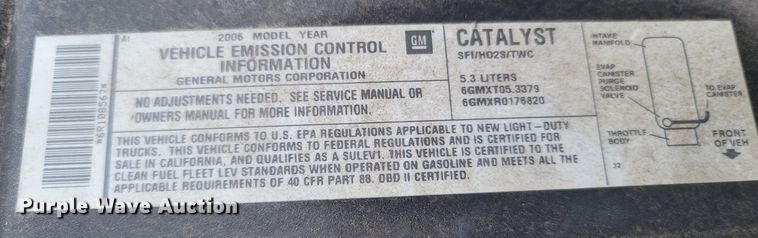 A1
2006 MODEL YEAR
VEHICLE EMISSION CONTROL
INFORMATION
GENERAL MOTORS CORPORATION
GM
NO ADJUSTMENTS NEEDED. SEE SERVICE MANUAL OR
OWNERS MANUAL FOR MORE INFORMATION.
CATALYST
SFI/HO2S/TWC
5.3 LITERS
6GMXT05.3379
6GMXR0176820
THIS VEHICLE CONFORMS TO U.S. EPA REGULATIONS APPLICABLE TO NEW LIGHT-DUTY
TRUCKS. THIS VEHICLE CONFORMS TO FEDERAL REGULATIONS AND IS CERTIFIED FOR
SALE IN CALIFORNIA, AND QUALIFIES AS A SULEV1. THIS VEHICLE IS CERTIFIED TO
CLEAN FUEL FLEET LEV STANDARDS WHEN OPERATED ON GASOLINE AND MEETS ALL THE
APPLICABLE REQUIREMENTS OF 40 CFR PART 88. OBD II CERTIFIED.
INTAKE
MANIFOLD
EVAP
CANISTER
PURGE
SOLENOID
VALVE
TO EVAP
CANISTER
THROTTLE
BODY
FRONT
OF VEH
32
*6R108567*
Purple Wave Auction